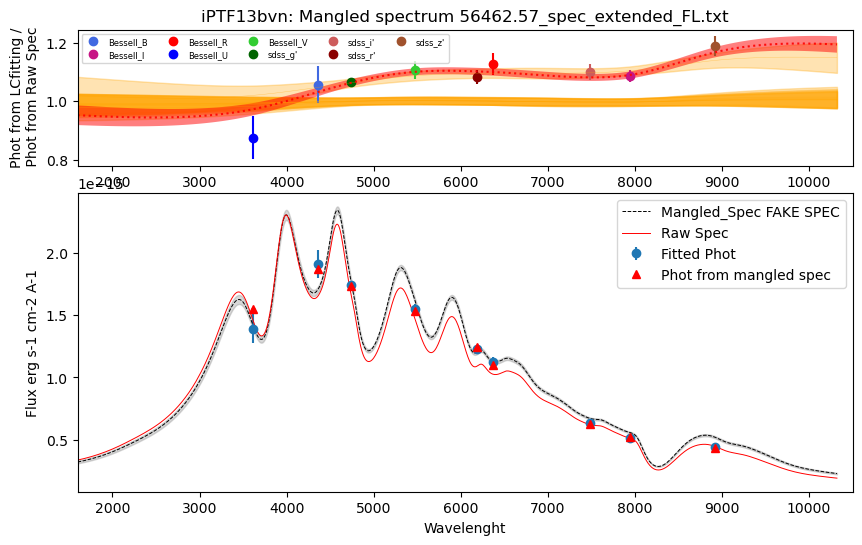 iPTF13bvn: Mangled spectrum 56462.57_spec_extended_FL.txt
Phot from LCfitting /
Phot from Raw Spec
1.2
1.0
0.8
Bessell_B
Bessell_R
Bessell_V
sdss_i'
sdss_z'
Bessell_I
Bessell_U
sdss_g'
sdss_r'
2000 3000 4000 5000 6000 7000 8000 9000 10000
Flux erg s-1 cm-2 A-1
2.0
1.5
1.0
0.5
Mangled_Spec FAKE SPEC
Raw Spec
Fitted Phot
Phot from mangled spec
2000 3000 4000 5000 6000 7000 8000 9000 10000
Wavelenght